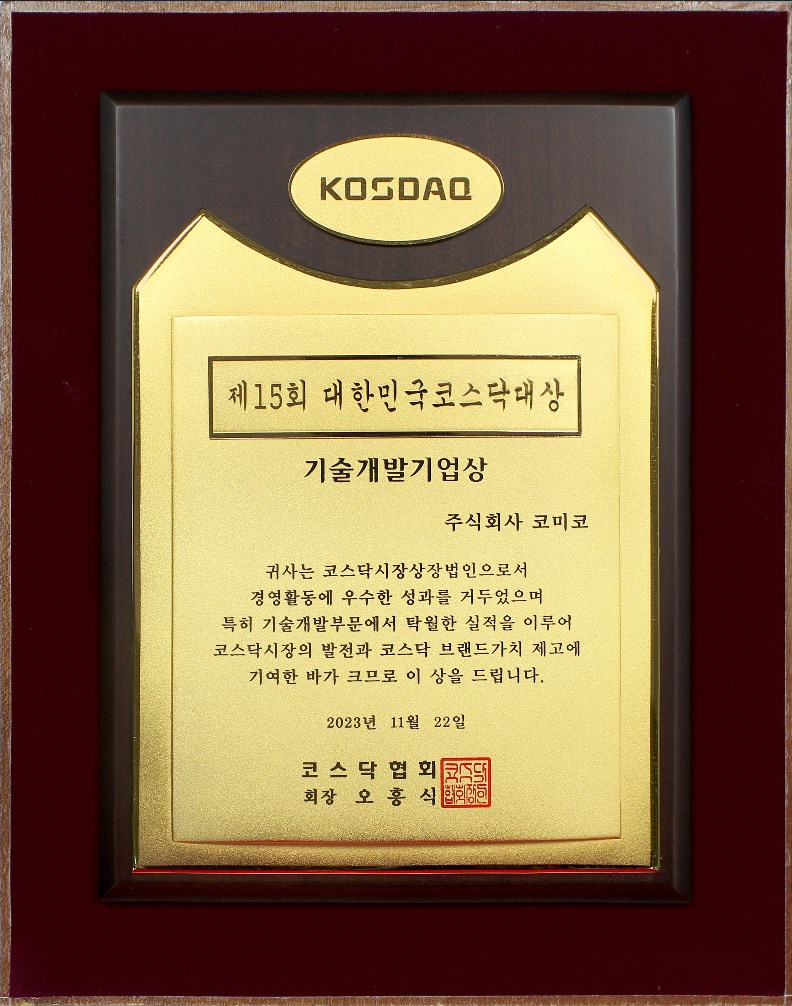 KOSDAQ
제15회 대한민국코스닥대상
기술개발기업상
주식회사 코미코
귀사는 코스닥시장상장법인으로서
경영활동에 우수한 성과를 거두었으며
특히 기술개발부문에서 탁월한 실적을 이루어
코스닥시장의 발전과 코스닥 브랜드가치 제고에
기여한 바가 크므로 이 상을 드립니다.
2023년 11월 22일
코스닥협회
회장 오흥식